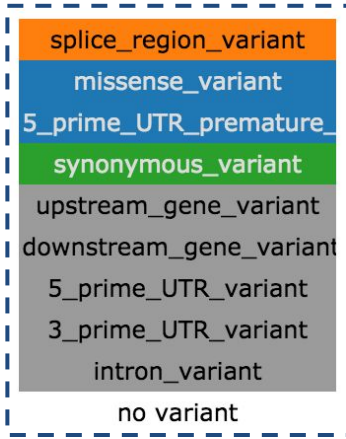 splice_region_variant
missense_variant
5_prime_UTR_premature_
synonymous_variant
upstream_gene_variant
downstream_gene_variant
5_prime_UTR_variant
3_prime_UTR_variant
intron_variant
no variant